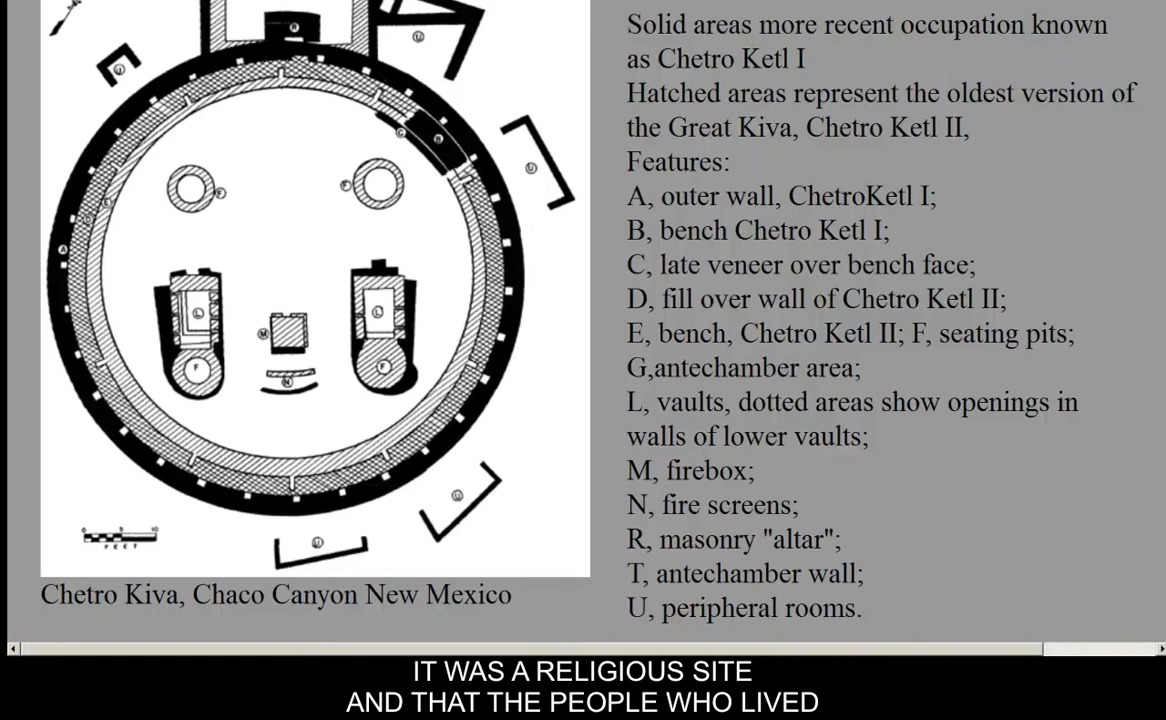 R
U
U
Solid areas more recent occupation known
as Chetro Ketl I
Hatched areas represent the oldest version of
the Great Kiva, Chetro Ketl II,
Features:
A, outer wall, ChetroKetl I;
B, bench Chetro Ketl I;
C, late veneer over bench face;
D, fill over wall of Chetro Ketl II;
E, bench, Chetro Ketl II; F, seating pits;
G,antechamber area;
L, vaults, dotted areas show openings in
walls of lower vaults;
M, firebox;
N, fire screens;
R, masonry "altar";
T, antechamber wall;
U, peripheral rooms.
C
B
U
F
F
A
L
L
M
F
F
N
U
U
0 5 10
FEET
Chetro Kiva, Chaco Canyon New Mexico
IT WAS A RELIGIOUS SITE
AND THAT THE PEOPLE WHO LIVED